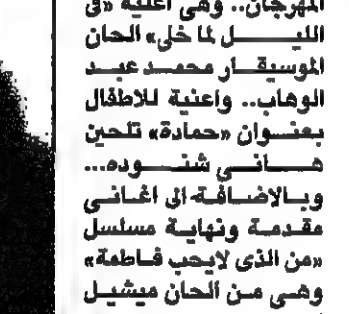 المهرجان.. وهى اغنية «فى
الليل لما خلى» الحان
الموسيقار محمد عبد
الوهاب.. واغنية للاطفال
بعنوان «حمادة» تلحين
هانى شنوده...
وبالاضافة الى اغانى
مقدمة ونهاية مسلسل
«من الذى لايحب فاطمة»
وهى من الحان ميشيل